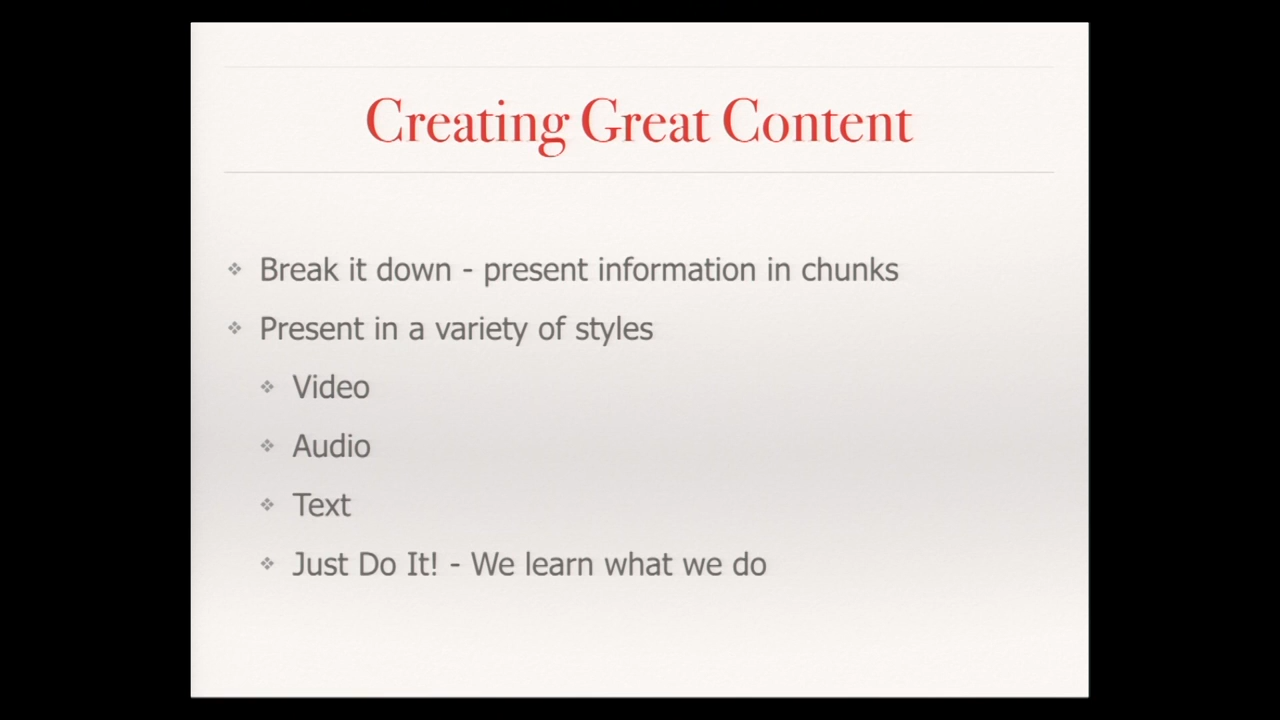 Creating Great Content
Break it down - present information in chunks
Present in a variety of styles
Video
Audio
Text
Just Do It! - We learn what we do